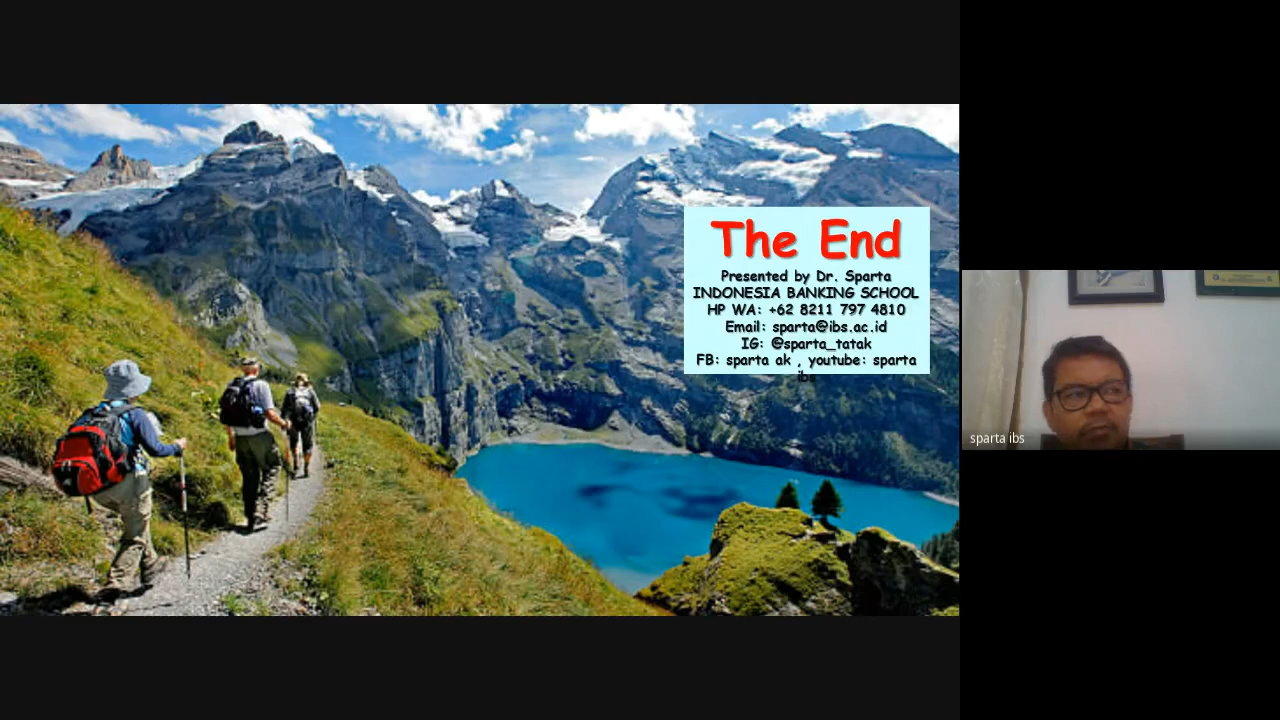 The End
Presented by Dr. Sparta
INDONESIA BANKING SCHOOL
HP WA: +62 8211 797 4810
Email: sparta@ibs.ac.id
IG: @sparta_tatak
FB: sparta ak , youtube: sparta
ibs
sparta ibs